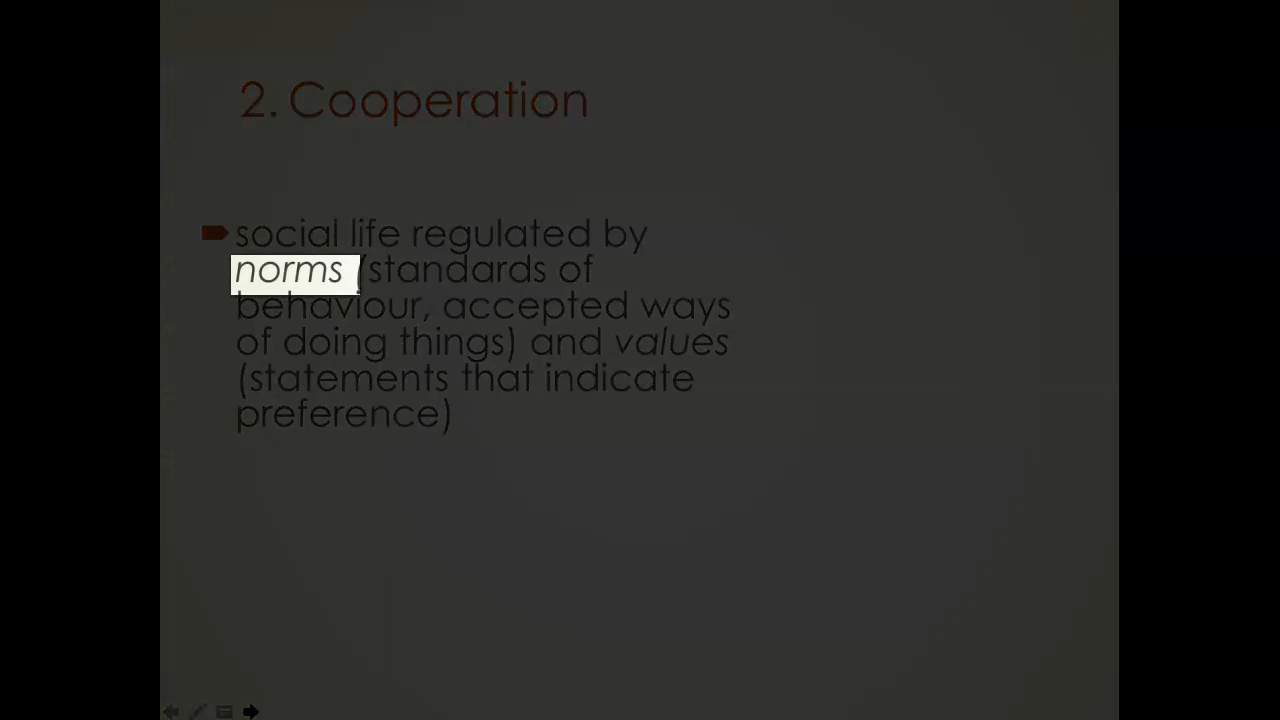 2. Cooperation
social life regulated by
norms (standards of
behaviour, accepted ways
of doing things) and values
(statements that indicate
preference)